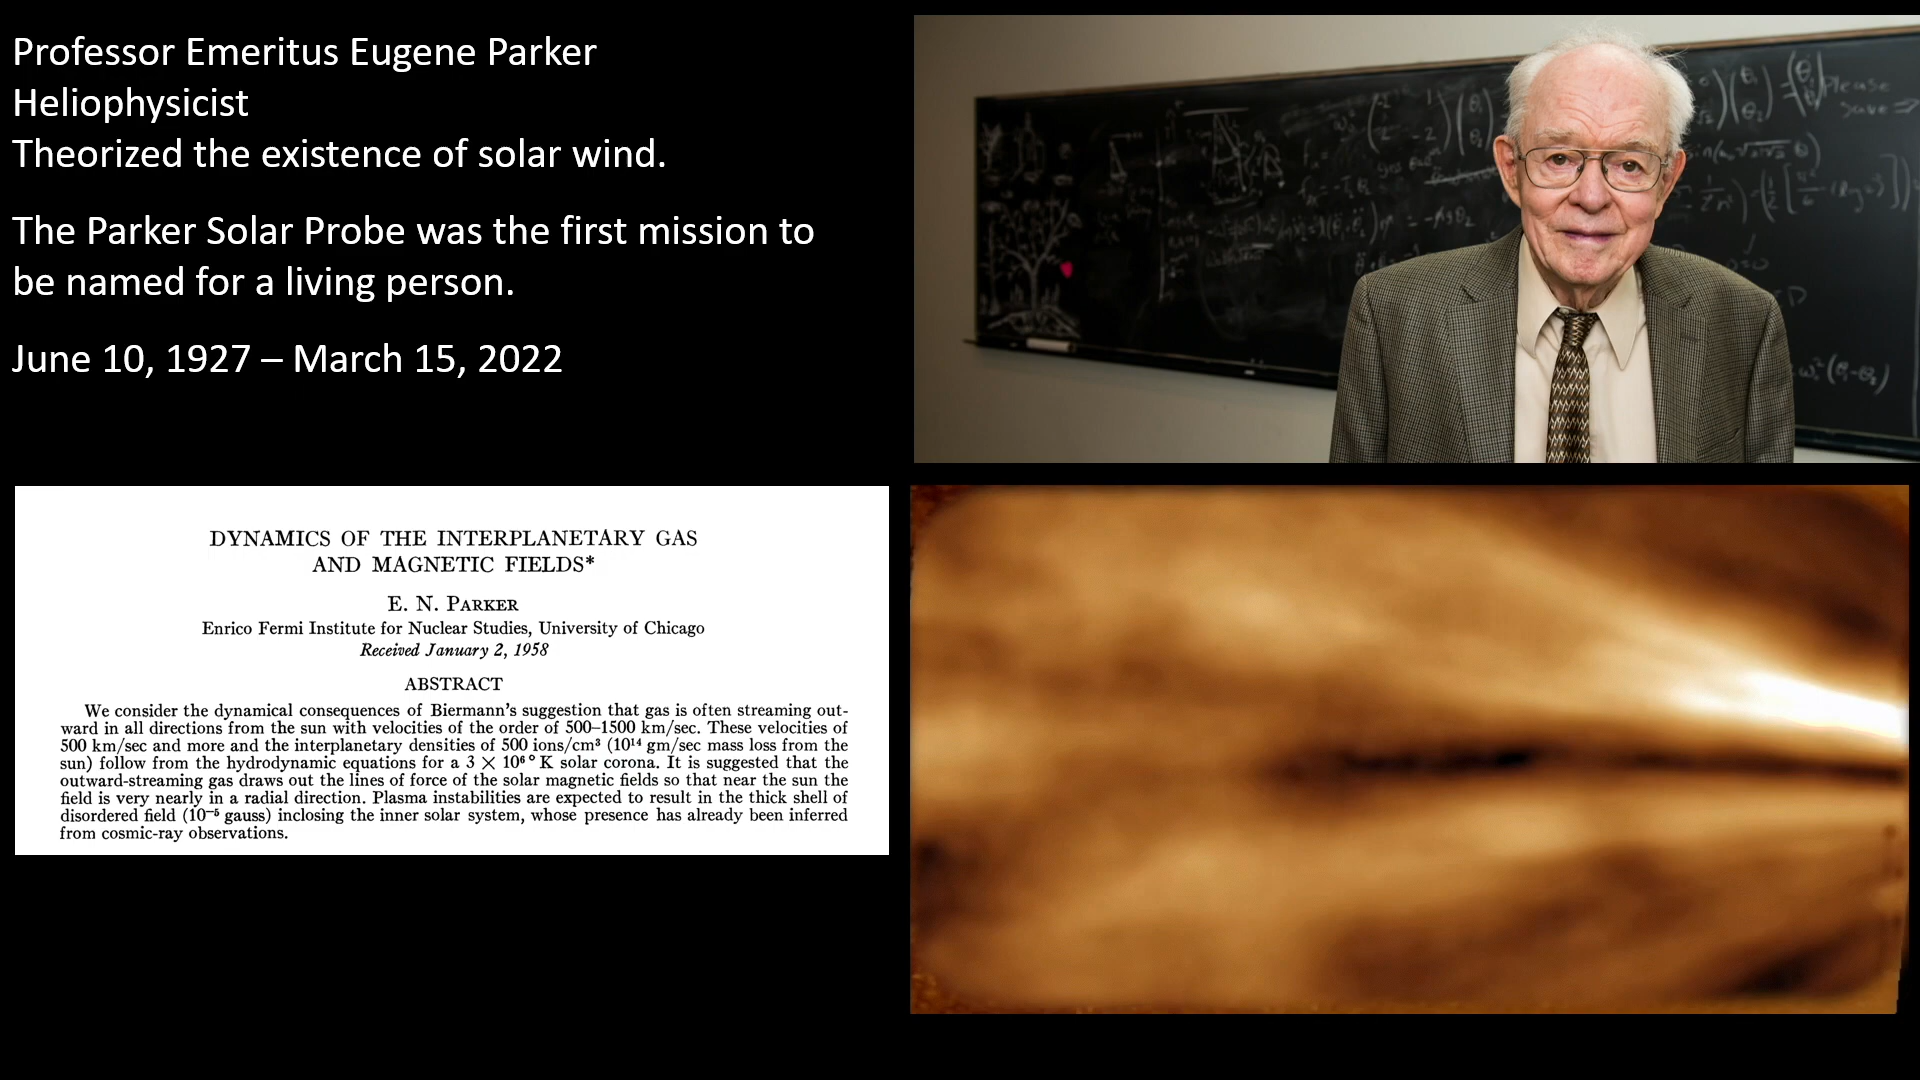 Professor Emeritus Eugene Parker
Heliophysicist
Theorized the existence of solar wind.
The Parker Solar Probe was the first mission to
be named for a living person.
June 10, 1927 – March 15, 2022
Please
save
DYNAMICS OF THE INTERPLANETARY GAS
AND MAGNETIC FIELDS*
E. N. PARKER
Enrico Fermi Institute for Nuclear Studies, University of Chicago
Received January 2, 1958
ABSTRACT
We consider the dynamical consequences of Biermann's suggestion that gas is often streaming out-
ward in all directions from the sun with velocities of the order of 500–1500 km/sec. These velocities of
500 km/sec and more and the interplanetary densities of 500 ions/cm³ (10¹⁴ gm/sec mass loss from the
sun) follow from the hydrodynamic equations for a 3 × 10⁶° K solar corona. It is suggested that the
outward-streaming gas draws out the lines of force of the solar magnetic fields so that near the sun the
field is very nearly in a radial direction. Plasma instabilities are expected to result in the thick shell of
disordered field (10⁻⁵ gauss) inclosing the inner solar system, whose presence has already been inferred
from cosmic-ray observations.